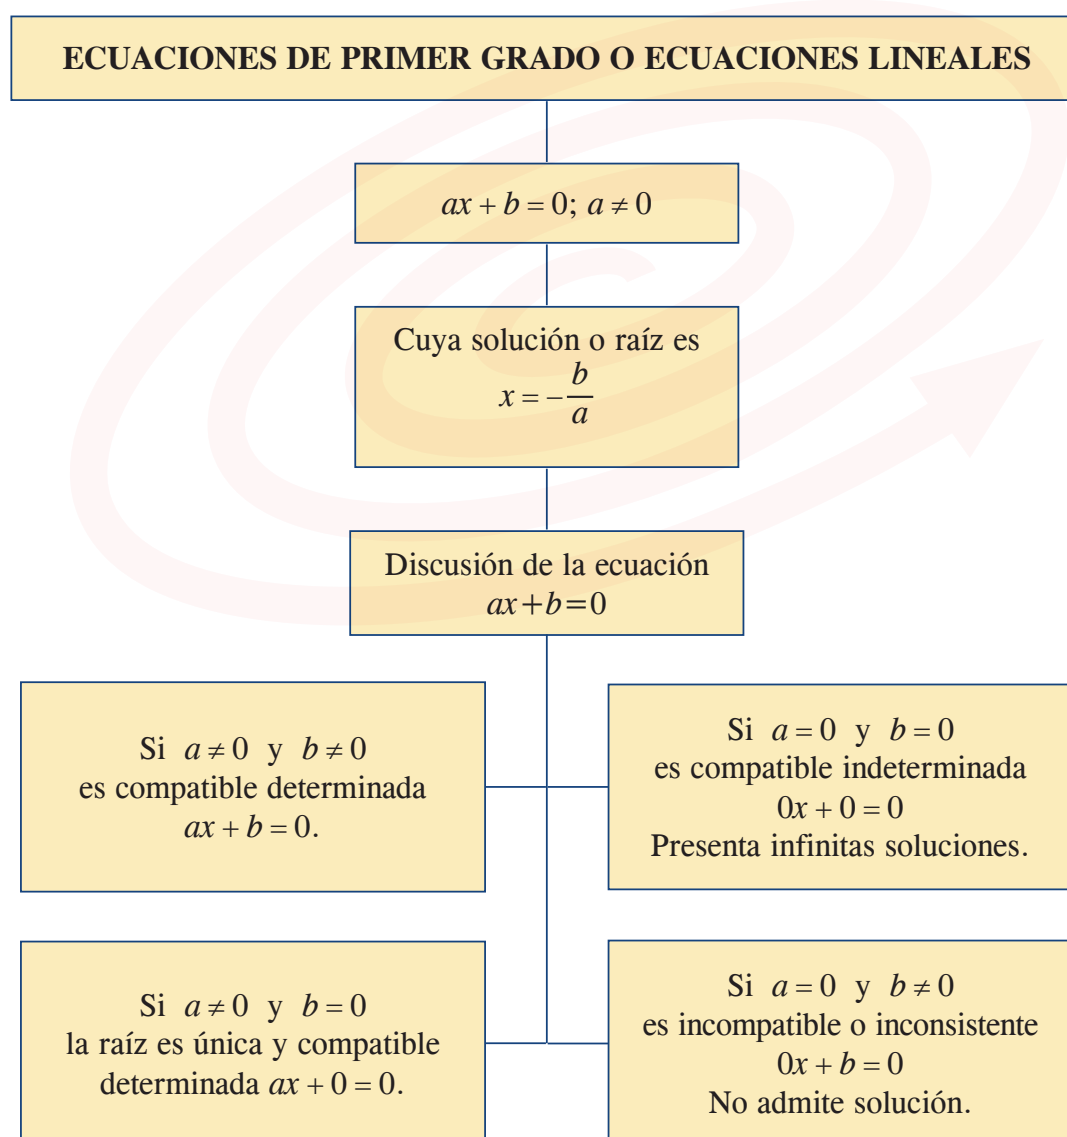 ECUACIONES DE PRIMER GRADO O ECUACIONES LINEALES
ax + b = 0; a ≠ 0
Cuya solución o raíz es
x = −b/a
Discusión de la ecuación
ax+b=0
Si a ≠ 0 y b ≠ 0
es compatible determinada
ax + b = 0.
Si a = 0 y b = 0
es compatible indeterminada
0x + 0 = 0
Presenta infinitas soluciones.
Si a ≠ 0 y b = 0
la raíz es única y compatible
determinada ax + 0 = 0.
Si a = 0 y b ≠ 0
es incompatible o inconsistente
0x + b = 0
No admite solución.